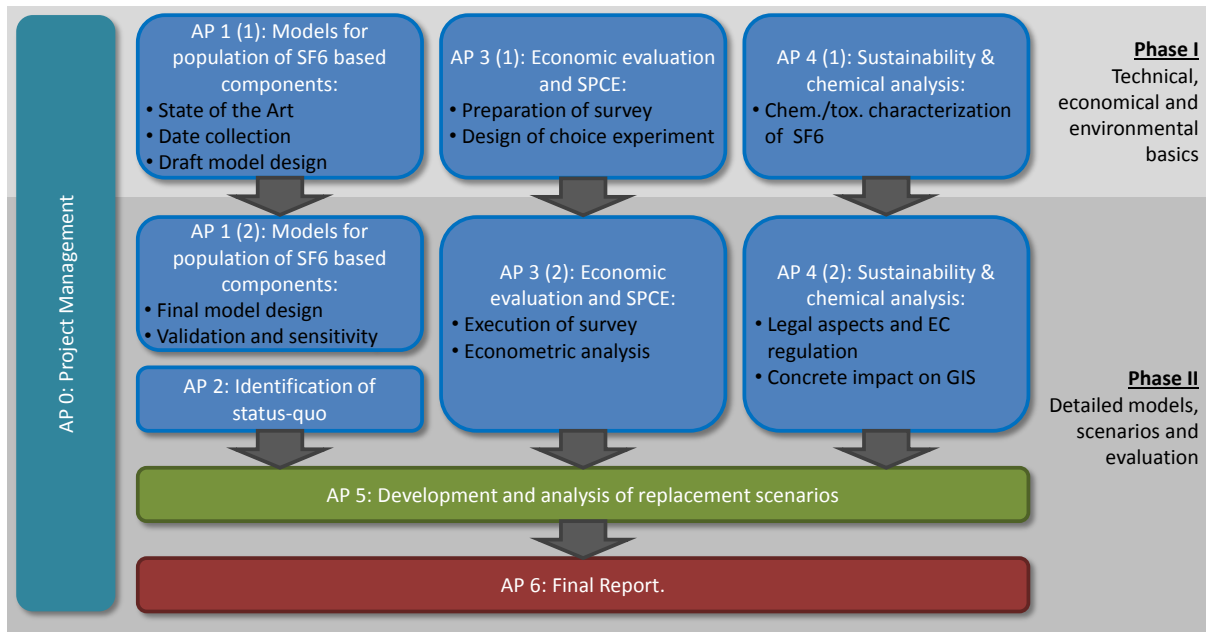 AP 0: Project Management
AP 1 (1): Models for
population of SF6 based
components:
• State of the Art
• Date collection
• Draft model design
AP 3 (1): Economic evaluation
and SPCE:
• Preparation of survey
• Design of choice experiment
AP 4 (1): Sustainability &
chemical analysis:
• Chem./tox. characterization
of SF6
Phase I
Technical,
economical and
environmental
basics
AP 1 (2): Models for
population of SF6 based
components:
• Final model design
• Validation and sensitivity
AP 2: Identification of
status-quo
AP 3 (2): Economic
evaluation and SPCE:
• Execution of survey
• Econometric analysis
AP 4 (2): Sustainability &
chemical analysis:
• Legal aspects and EC
regulation
• Concrete impact on GIS
Phase II
Detailed models,
scenarios and
evaluation
AP 5: Development and analysis of replacement scenarios
AP 6: Final Report.